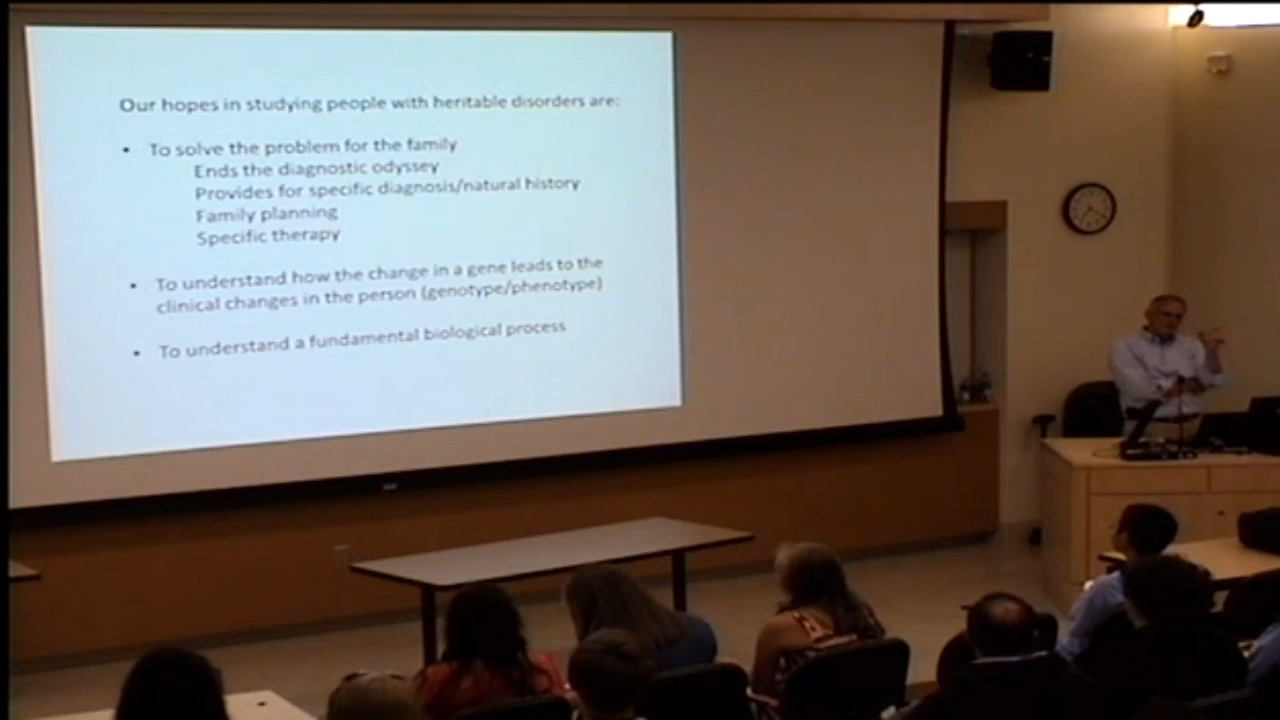 Our hopes in studying people with heritable disorders are:
• To solve the problem for the family
Ends the diagnostic odyssey
Provides for specific diagnosis/natural history
Family planning
Specific therapy
• To understand how the change in a gene leads to the
clinical changes in the person (genotype/phenotype)
• To understand a fundamental biological process